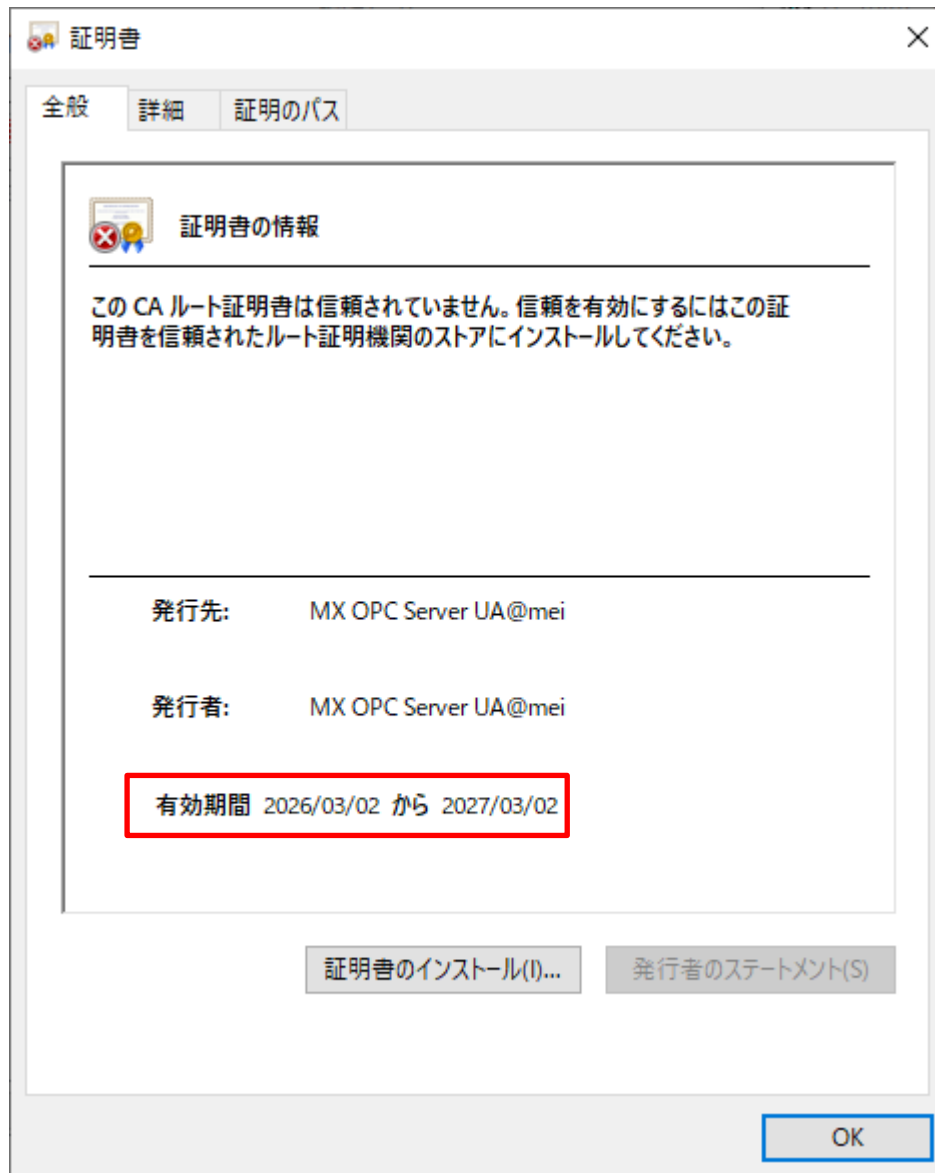 証明書
全般 詳細 証明のパス
証明書の情報
この CA ルート証明書は信頼されていません。信頼を有効にするにはこの証
明書を信頼されたルート証明機関のストアにインストールしてください。
発行先: MX OPC Server UA@mei
発行者: MX OPC Server UA@mei
有効期間 2026/03/02 から 2027/03/02
証明書のインストール(I)... 発行者のステートメント(S)
OK